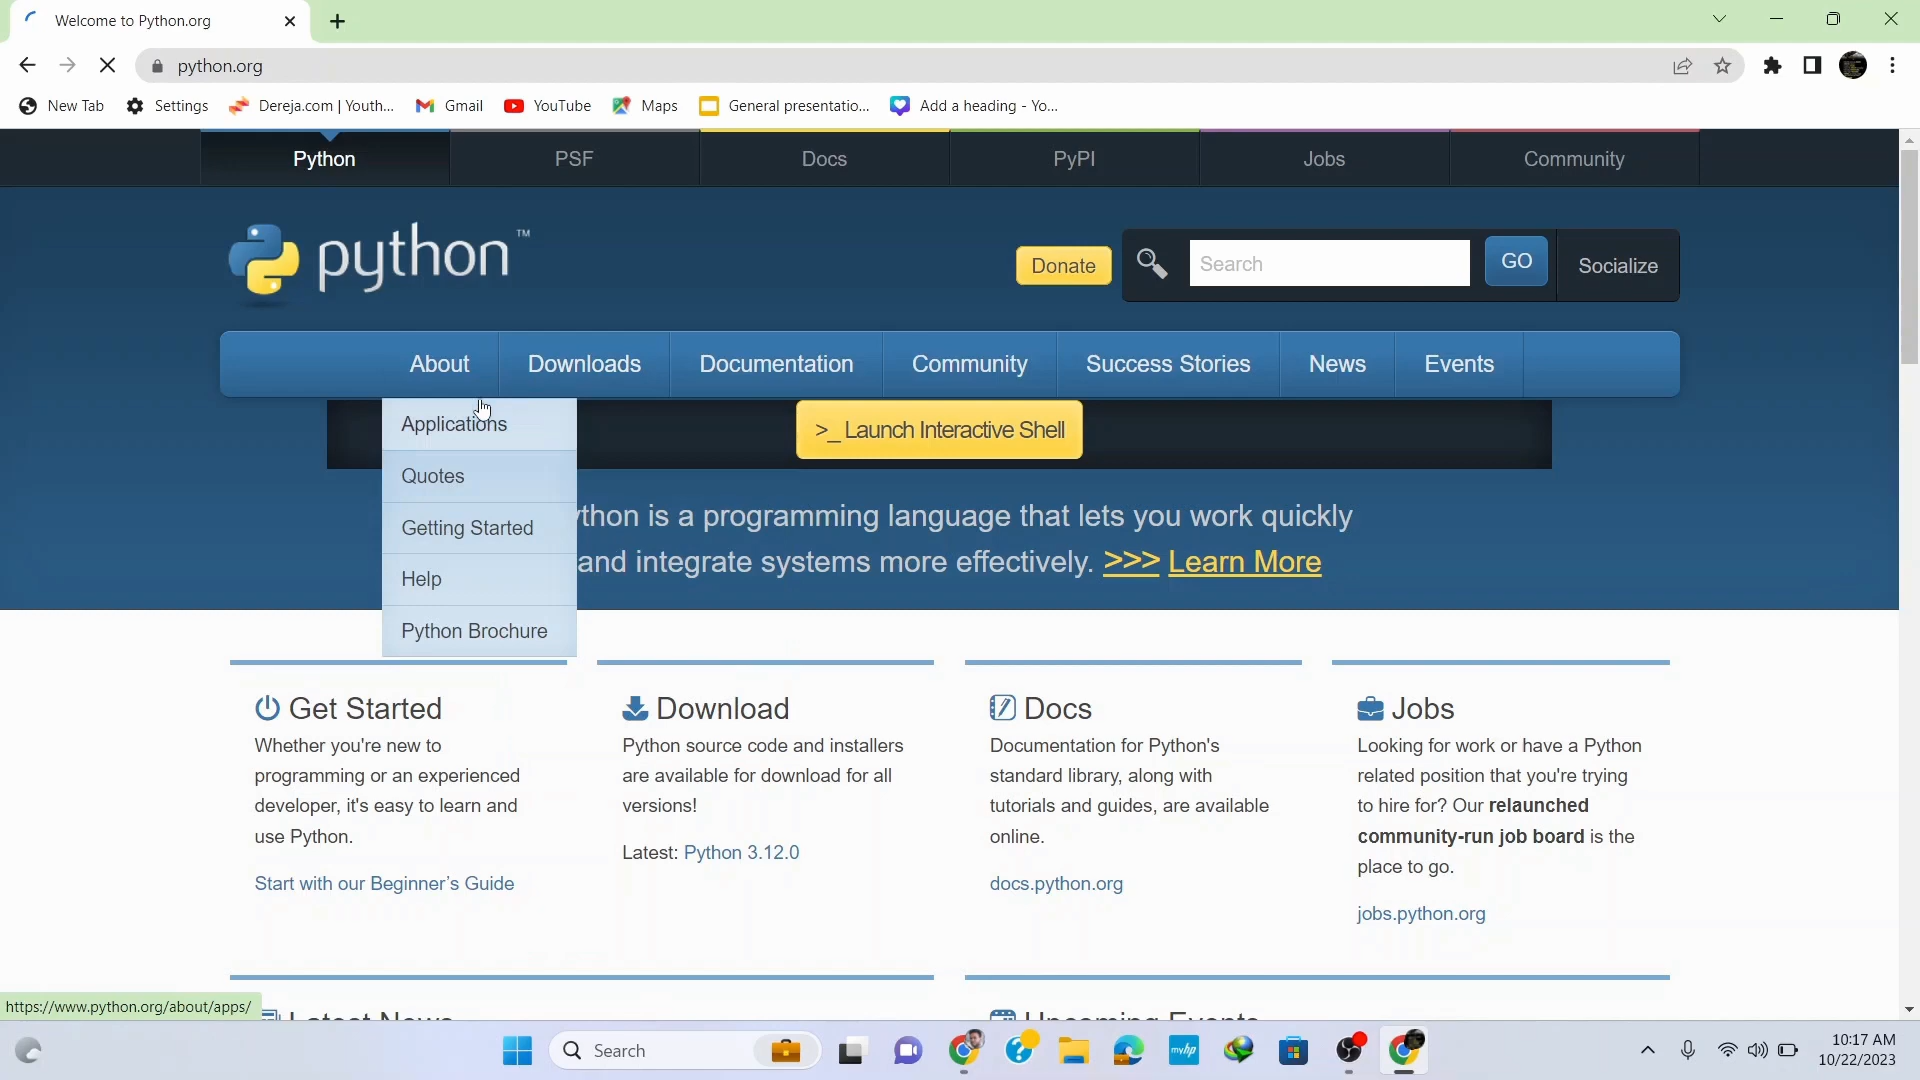 Welcome to Python.org
python.org
New Tab
Settings
Dereja.com | Youth...
Gmail
YouTube
Maps
General presentatio...
Add a heading - Yo...
Python
PSF
Docs
PyPI
Jobs
Community
python™
Donate
Search
GO
Socialize
About
Downloads
Documentation
Community
Success Stories
News
Events
Applications
Quotes
Getting Started
Help
Python Brochure
>_ Launch Interactive Shell
ython is a programming language that lets you work quickly
and integrate systems more effectively. >>> Learn More
Get Started
Whether you're new to
programming or an experienced
developer, it's easy to learn and
use Python.
Start with our Beginner's Guide
Download
Python source code and installers
are available for download for all
versions!
Latest: Python 3.12.0
Docs
Documentation for Python's
standard library, along with
tutorials and guides, are available
online.
docs.python.org
Jobs
Looking for work or have a Python
related position that you're trying
to hire for? Our relaunched
community-run job board is the
place to go.
jobs.python.org
Latest News
Upcoming Events
https://www.python.org/about/apps/
Search
myhp
10:17 AM
10/22/2023